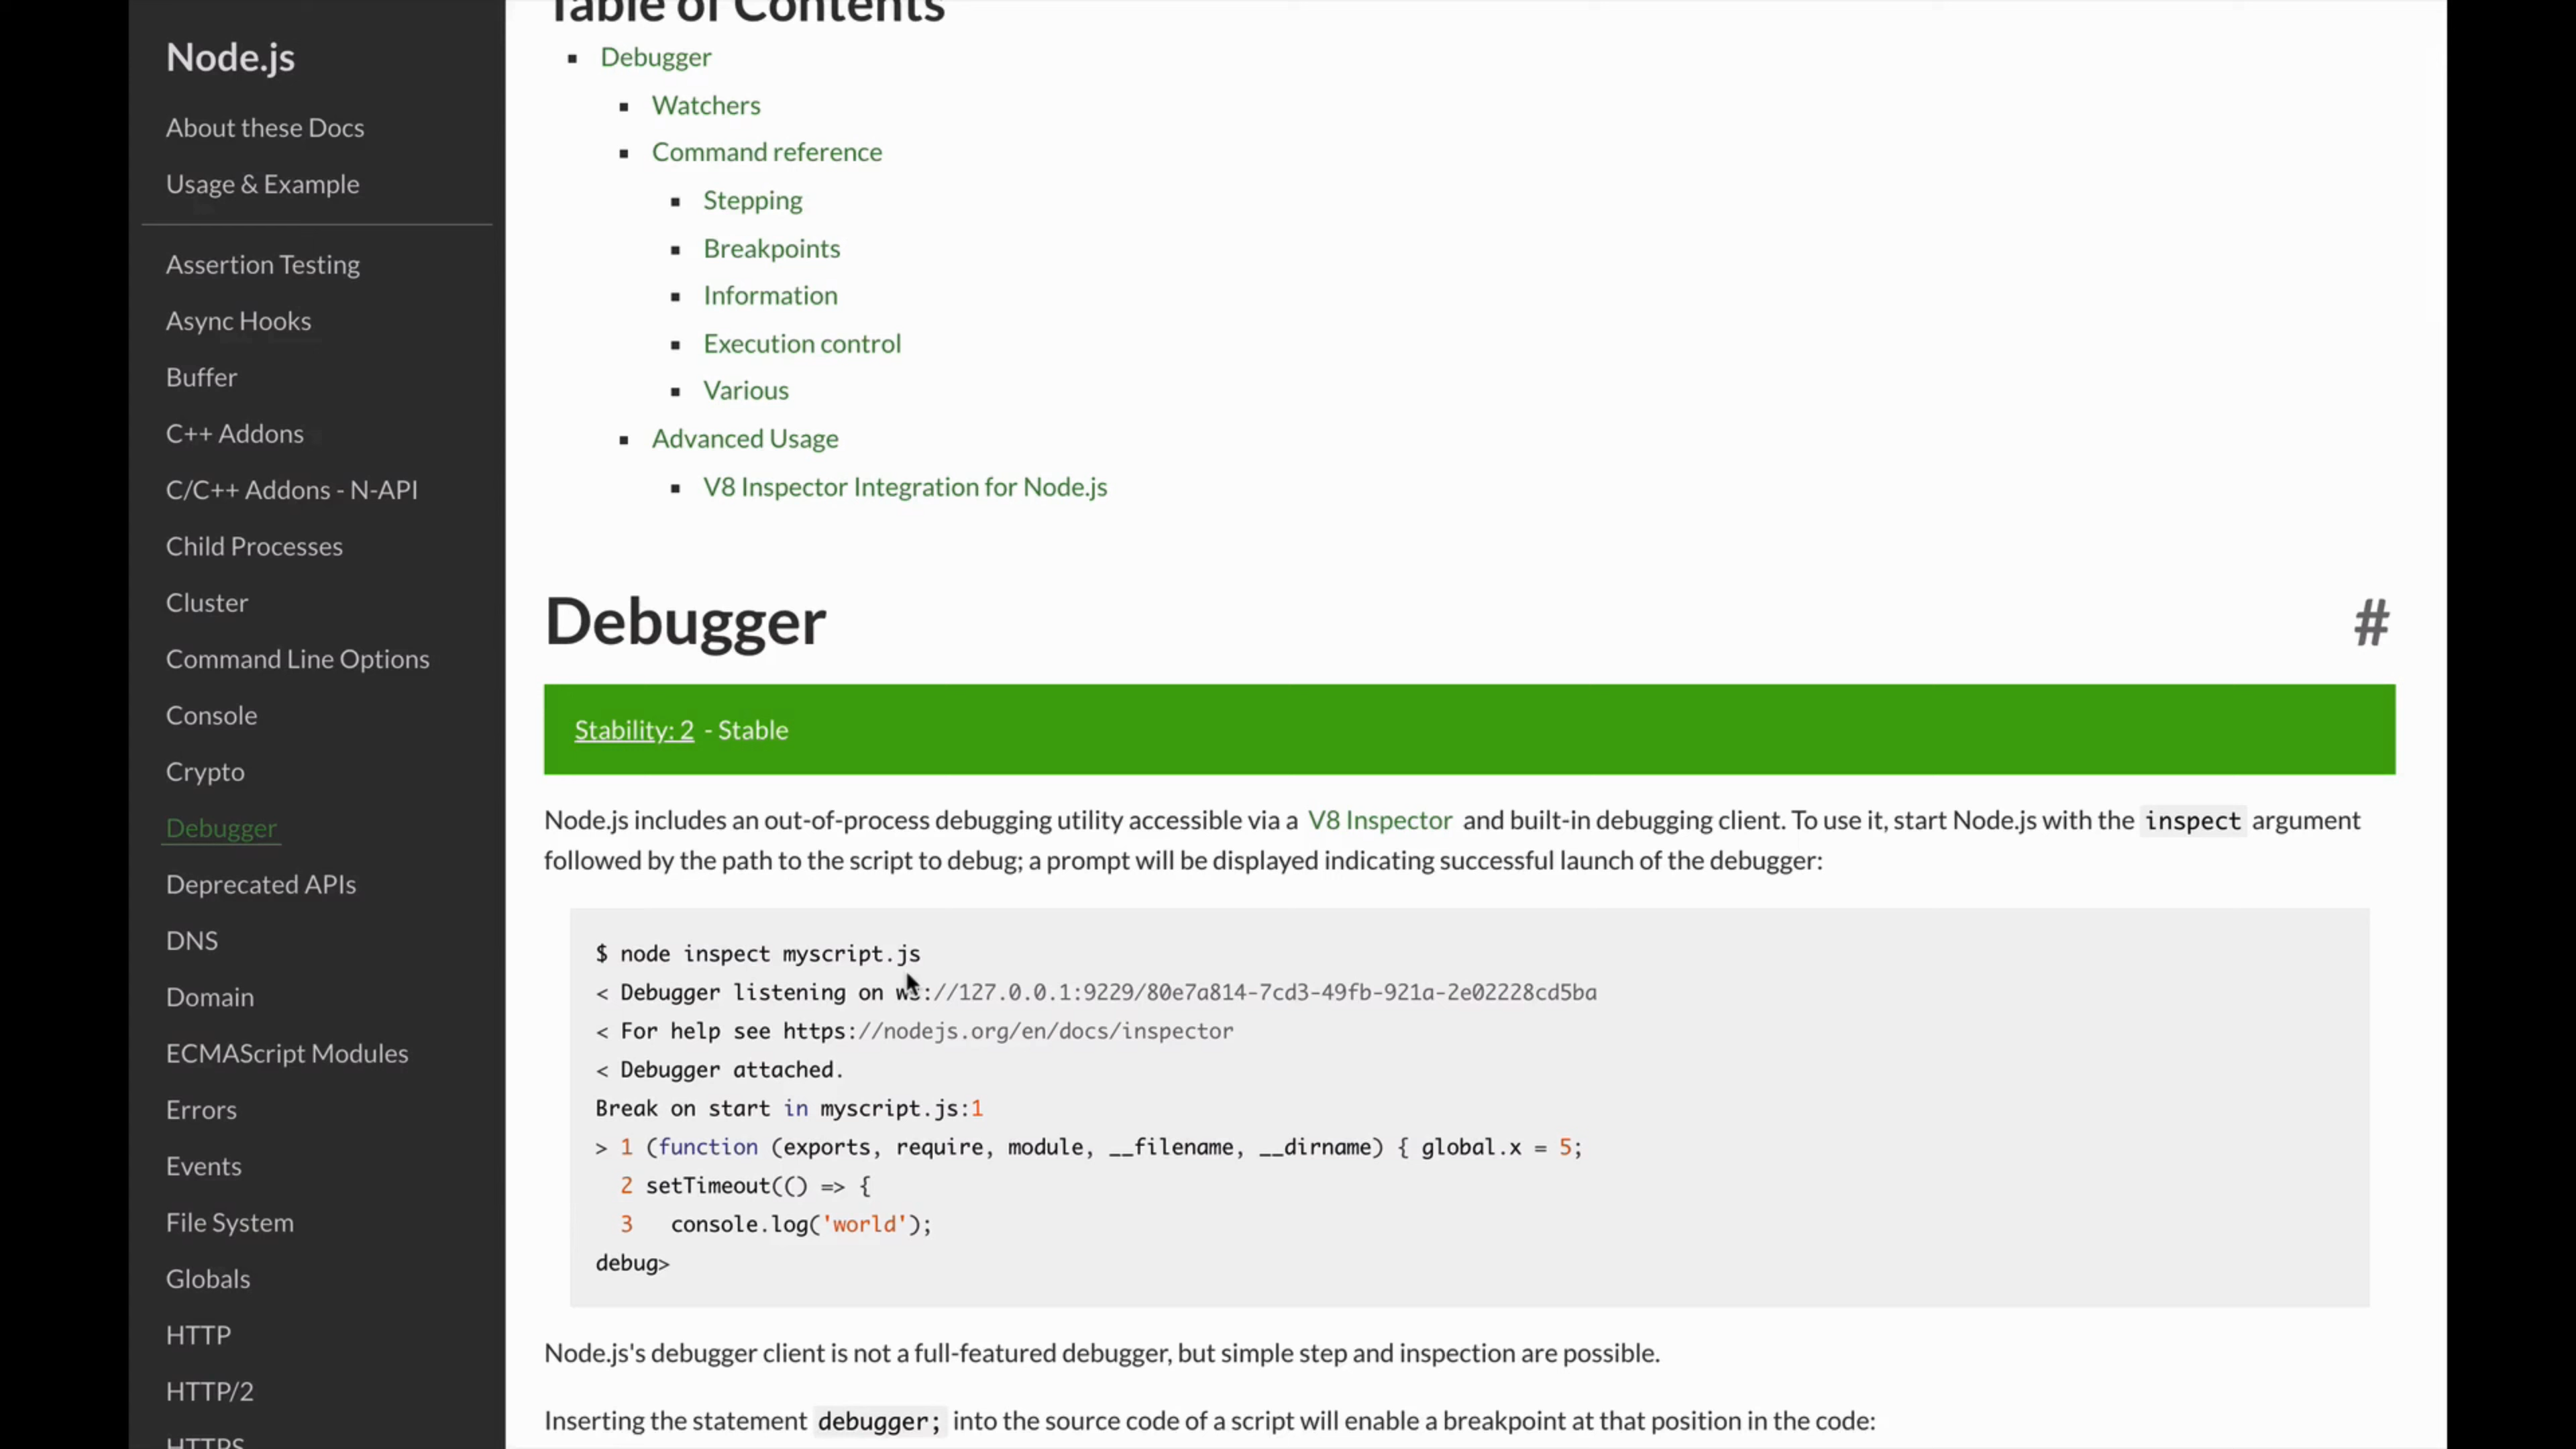 Node.js
About these Docs
Usage & Example
Assertion Testing
Async Hooks
Buffer
C++ Addons
C/C++ Addons - N-API
Child Processes
Cluster
Command Line Options
Console
Crypto
Debugger
Deprecated APIs
DNS
Domain
ECMAScript Modules
Errors
Events
File System
Globals
HTTP
HTTP/2
HTTPS
Table of Contents
▪ Debugger
▪ Watchers
▪ Command reference
▪ Stepping
▪ Breakpoints
▪ Information
▪ Execution control
▪ Various
▪ Advanced Usage
▪ V8 Inspector Integration for Node.js
Debugger #
Stability: 2 - Stable
Node.js includes an out-of-process debugging utility accessible via a V8 Inspector and built-in debugging client. To use it, start Node.js with the inspect argument
followed by the path to the script to debug; a prompt will be displayed indicating successful launch of the debugger:
$ node inspect myscript.js
< Debugger listening on ws://127.0.0.1:9229/80e7a814-7cd3-49fb-921a-2e02228cd5ba
< For help see https://nodejs.org/en/docs/inspector
< Debugger attached.
Break on start in myscript.js:1
> 1 (function (exports, require, module, __filename, __dirname) { global.x = 5;
2 setTimeout(() => {
3   console.log('world');
debug>
Node.js's debugger client is not a full-featured debugger, but simple step and inspection are possible.
Inserting the statement debugger; into the source code of a script will enable a breakpoint at that position in the code: